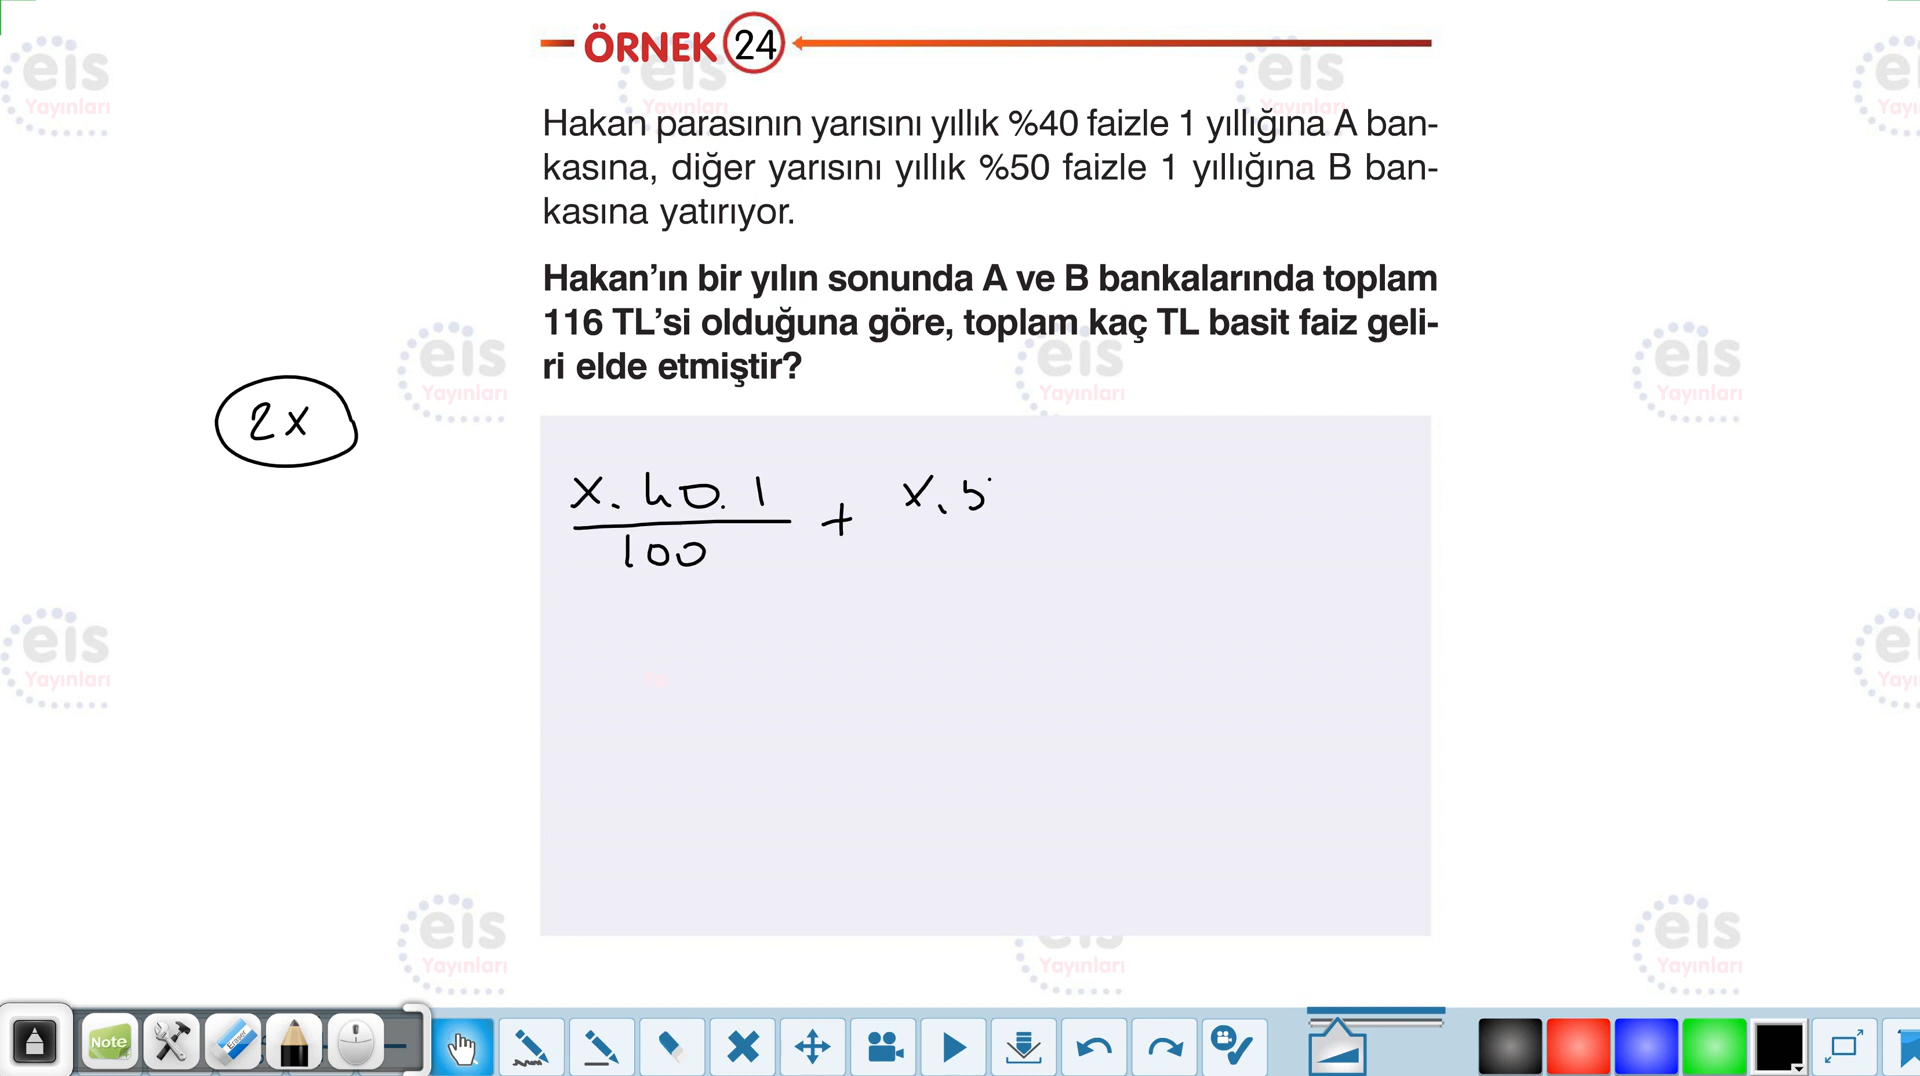 ÖRNEK 24
Hakan parasının yarısını yıllık %40 faizle 1 yıllığına A ban-
kasına, diğer yarısını yıllık %50 faizle 1 yıllığına B ban-
kasına yatırıyor.
Hakan’ın bir yılın sonunda A ve B bankalarında toplam
116 TL’si olduğuna göre, toplam kaç TL basit faiz geli-
ri elde etmiştir?
2x
x. 40. 1 + x. 5
100
eis Yayınları
Note
Eraser